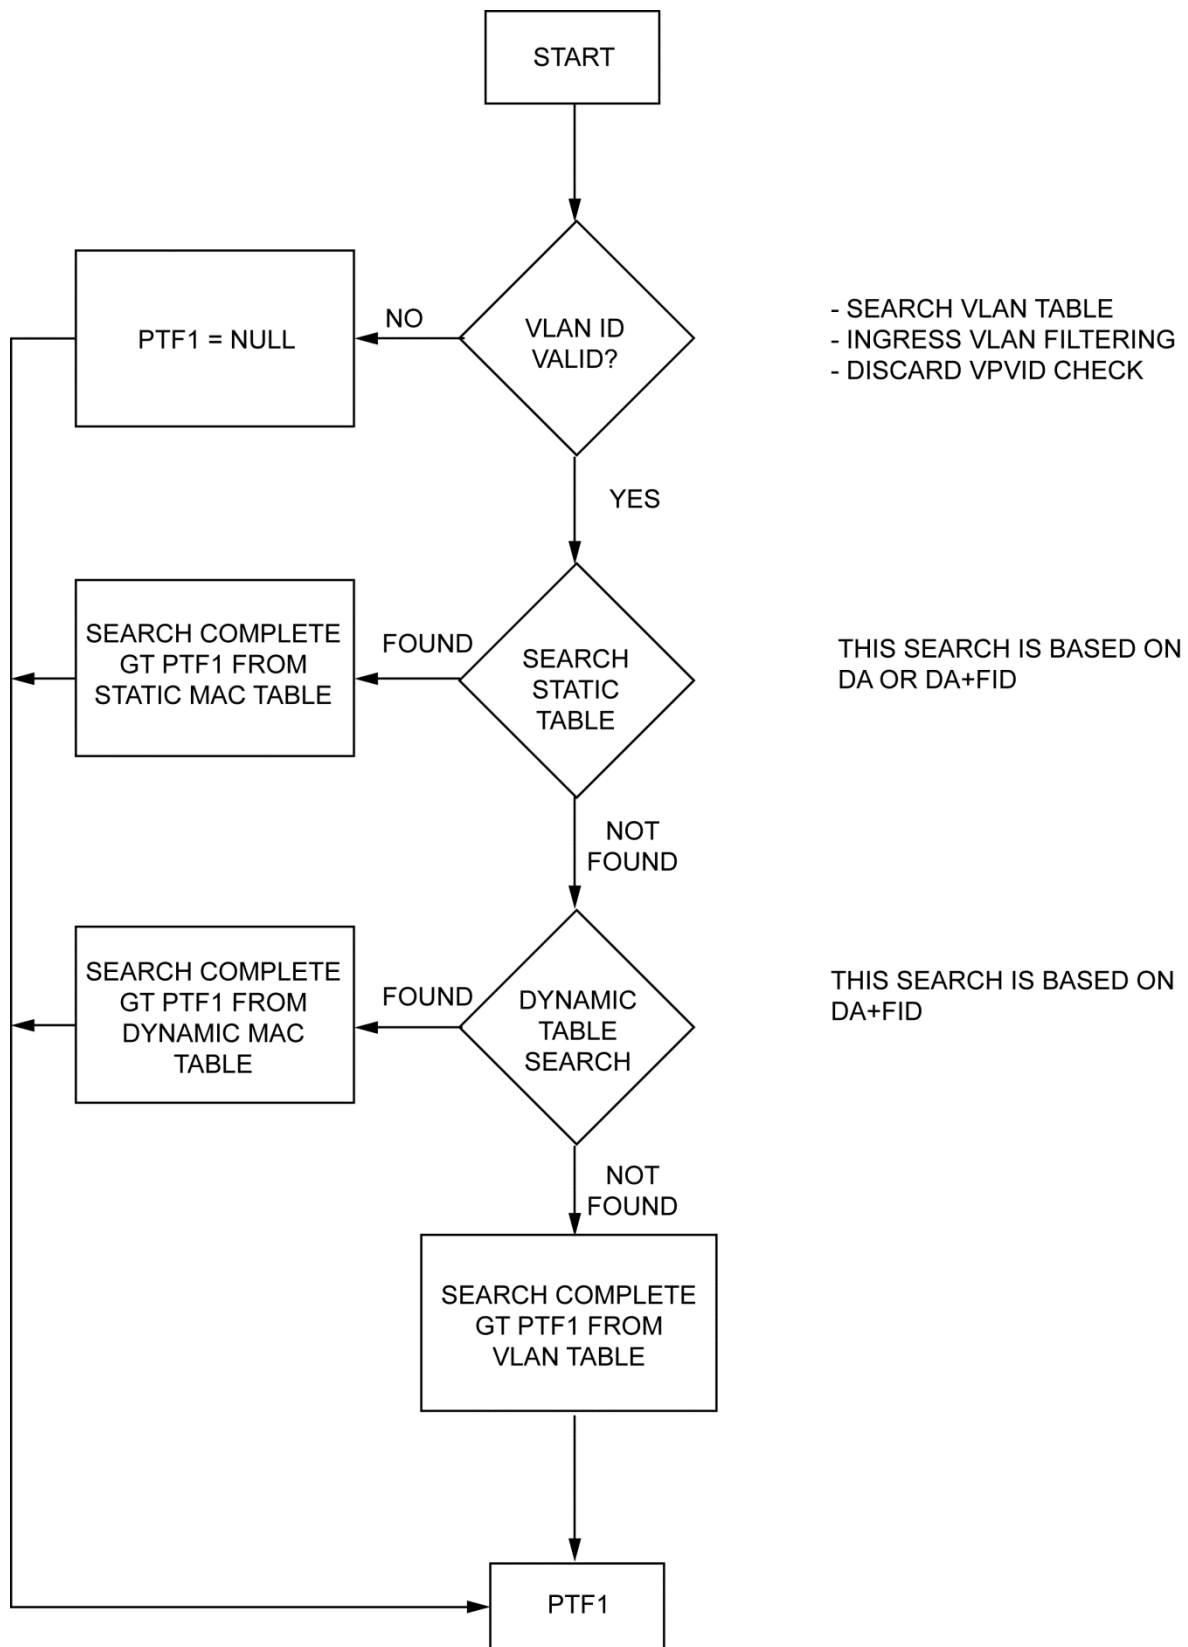 START
NO
PTF1 = NULL
VLAN ID
VALID?
- SEARCH VLAN TABLE
- INGRESS VLAN FILTERING
- DISCARD VPVID CHECK
YES
SEARCH COMPLETE
GT PTF1 FROM
STATIC MAC TABLE
FOUND
SEARCH
STATIC
TABLE
THIS SEARCH IS BASED ON
DA OR DA+FID
NOT
FOUND
SEARCH COMPLETE
GT PTF1 FROM
DYNAMIC MAC
TABLE
FOUND
DYNAMIC
TABLE
SEARCH
THIS SEARCH IS BASED ON
DA+FID
NOT
FOUND
SEARCH COMPLETE
GT PTF1 FROM
VLAN TABLE
PTF1